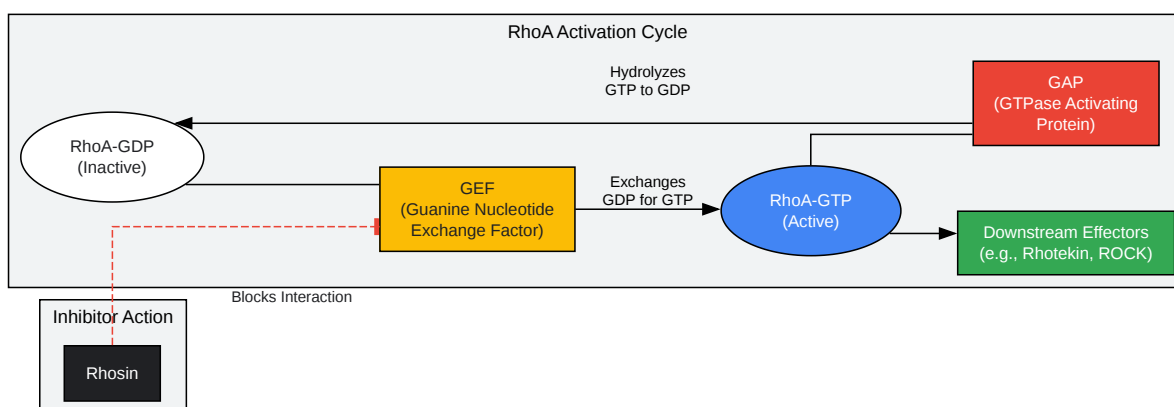 RhoA Activation Cycle
Hydrolyzes
GTP to GDP
GAP
(GTPase Activating
Protein)
RhoA-GDP
(Inactive)
GEF
(Guanine Nucleotide
Exchange Factor)
Exchanges
GDP for GTP
RhoA-GTP
(Active)
Downstream Effectors
(e.g., Rhotekin, ROCK)
Blocks Interaction
Inhibitor Action
Rhosin